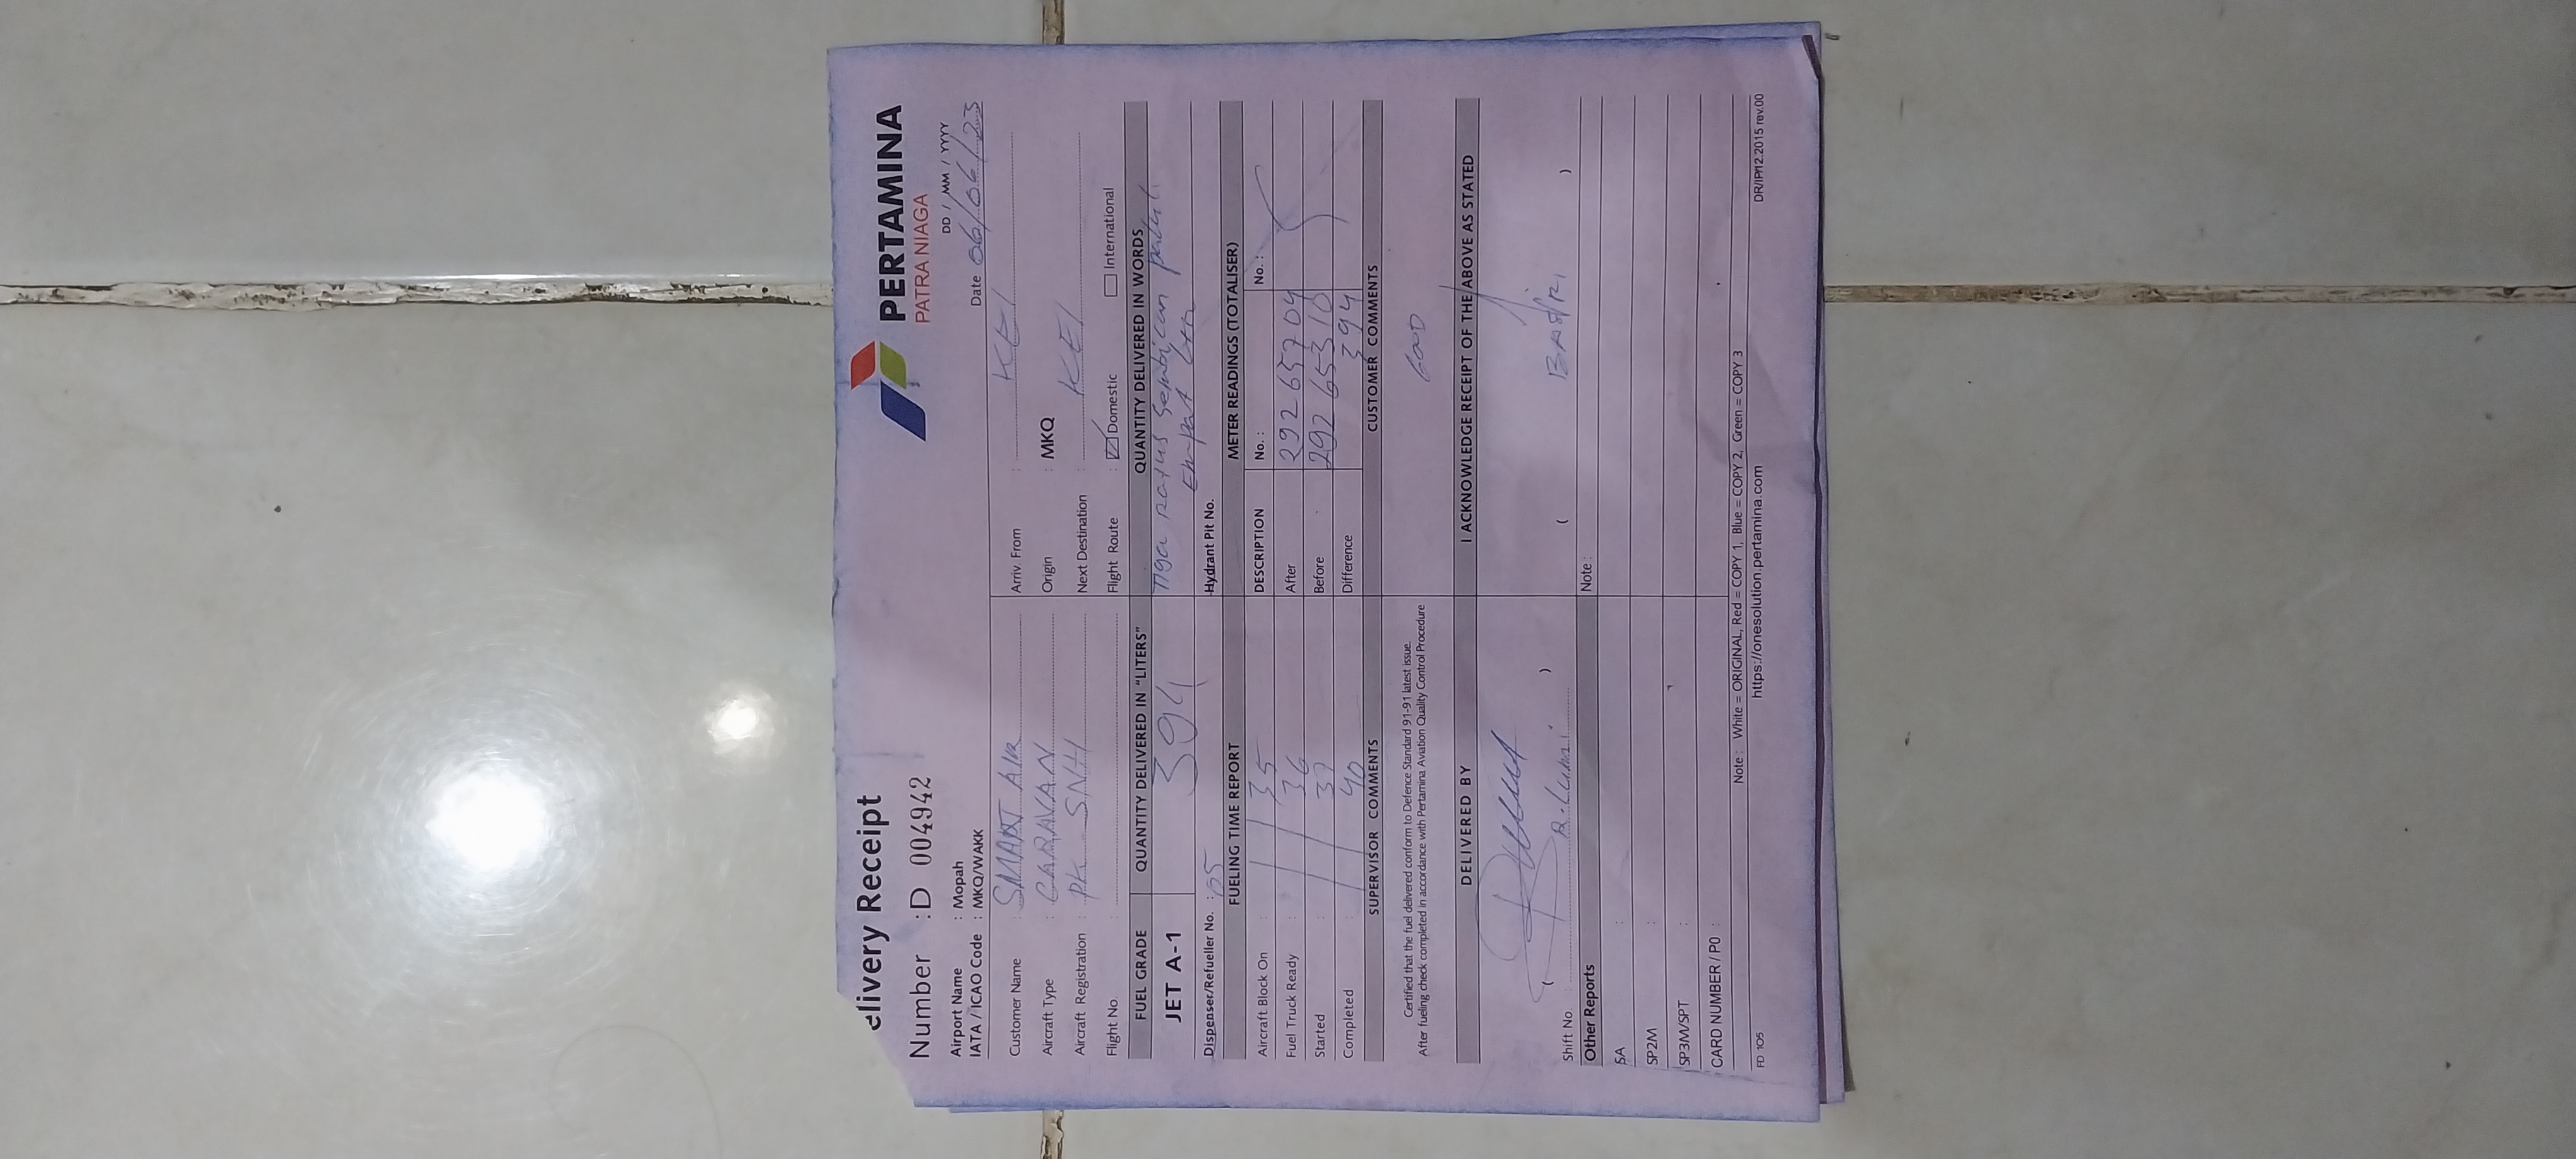 elivery Receipt
PERTAMINA
PATRA NIAGA
Number : D 004942
DD / MM / YYYY
Airport Name : Mopah
IATA / ICAO Code : MKQ/WAKK
Date 06/06/23
Customer Name : SMART AIR
Arriv. From : KEI
Aircraft Type : CARAVAN
Origin : MKQ
Aircraft Registration : PK SNH
Next Destination : KEI
Flight No. :
Flight Route : Domestic International
FUEL GRADE QUANTITY DELIVERED IN "LITERS" QUANTITY DELIVERED IN WORDS
JET A-1 394 Tiga Ratus Sembilan puluh
Empat Ltr
Dispenser/Refueller No. : 05 Hydrant Pit No.
FUELING TIME REPORT METER READINGS (TOTALISER)
Aircraft Block On : 35 DESCRIPTION No. : No. :
Fuel Truck Ready : 36 After 29265704
Started : 37 Before 29265310
Completed : 40 Difference 394
SUPERVISOR COMMENTS CUSTOMER COMMENTS
Certified that the fuel delivered conform to Defence Standard 91-91 latest issue.
After fueling check completed in accordance with Pertamina Aviation Quality Control Procedure
GOOD
DELIVERED BY I ACKNOWLEDGE RECEIPT OF THE ABOVE AS STATED
( ) ( )
Shift No. :
Other Reports Note :
SA :
SP2M :
SP3M/SPT :
CARD NUMBER / PO :
Note : White = ORIGINAL, Red = COPY 1, Blue = COPY 2, Green = COPY 3
FD 105 https://onesolution.pertamina.com DR/IPI12.2015 rev.00